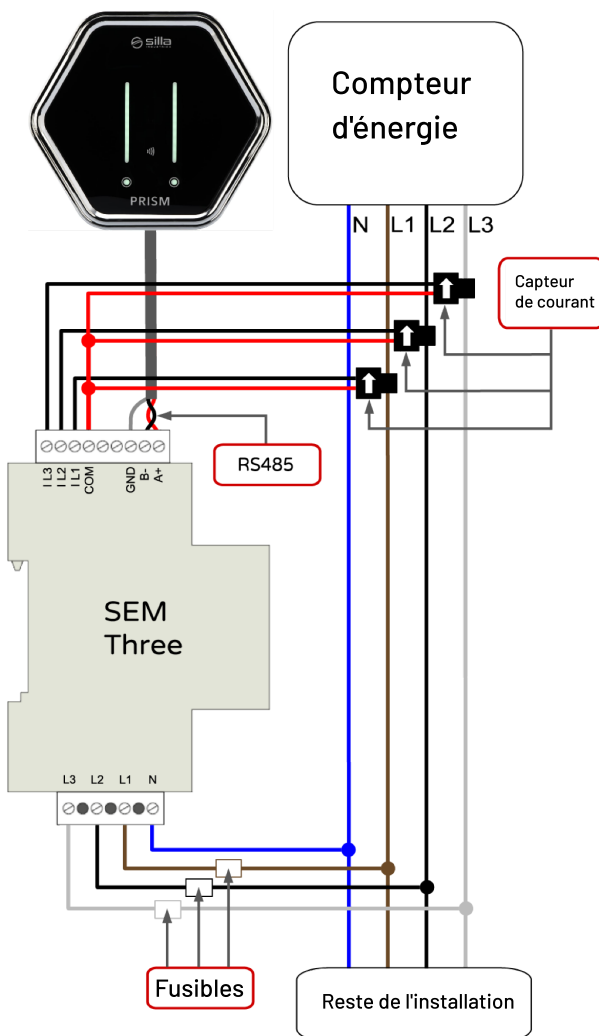 silla
industries
PRISM
Compteur
d'énergie
N
L1
L2
L3
Capteur
de courant
RS485
I L3
I L2
I L1
COM
GND
B-
A+
SEM
Three
L3
L2
L1
N
Fusibles
Reste de l'installation